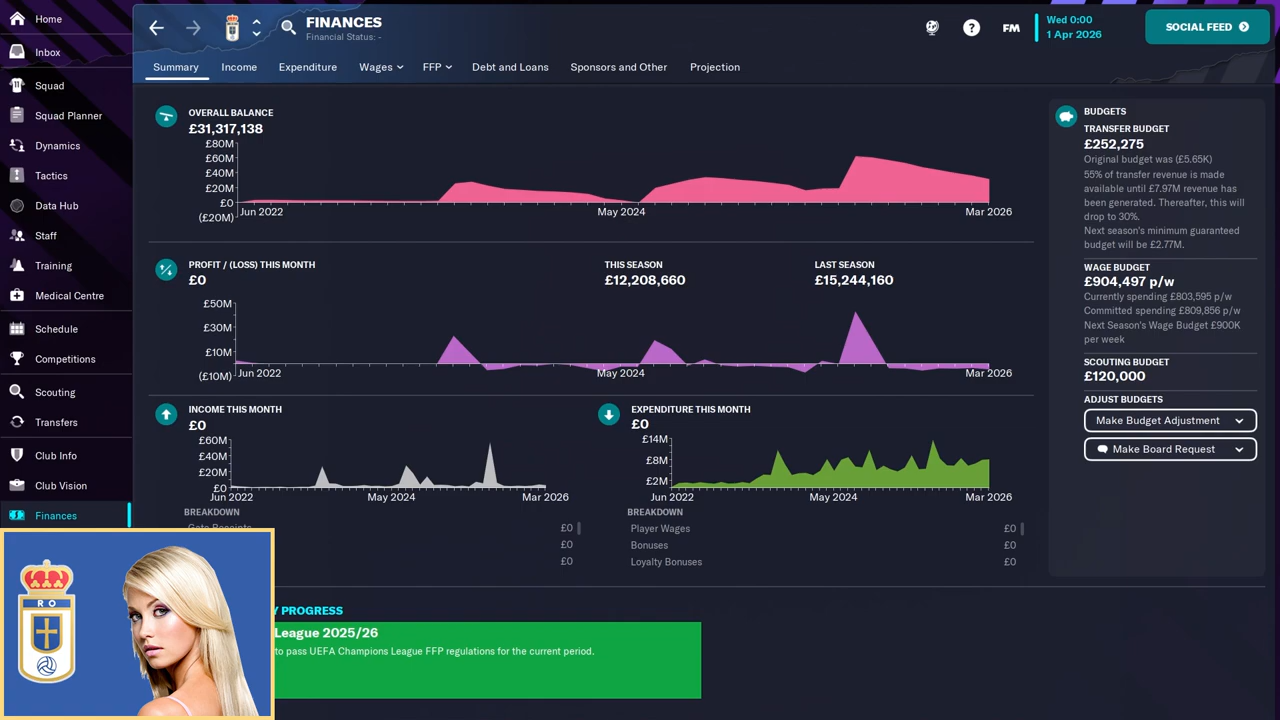 Home
Inbox
Squad
Squad Planner
Dynamics
Tactics
Data Hub
Staff
Training
Medical Centre
Schedule
Competitions
Scouting
Transfers
Club Info
Club Vision
Finances
FINANCES
Financial Status: -
FM
Wed 0:00
1 Apr 2026
SOCIAL FEED
Summary Income Expenditure Wages FFP Debt and Loans Sponsors and Other Projection
OVERALL BALANCE
£31,317,138
£80M
£60M
£40M
£20M
£0
(£20M)
Jun 2022 May 2024 Mar 2026
PROFIT / (LOSS) THIS MONTH
£0
THIS SEASON
£12,208,660
LAST SEASON
£15,244,160
£50M
£30M
£10M
(£10M)
Jun 2022 May 2024 Mar 2026
INCOME THIS MONTH
£0
£60M
£40M
£20M
£0
Jun 2022 May 2024 Mar 2026
BREAKDOWN
Gate Receipts £0
£0
£0
EXPENDITURE THIS MONTH
£0
£14M
£8M
£2M
Jun 2022 May 2024 Mar 2026
BREAKDOWN
Player Wages £0
Bonuses £0
Loyalty Bonuses £0
BUDGETS
TRANSFER BUDGET
£252,275
Original budget was (£5.65K)
55% of transfer revenue is made
available until £7.97M revenue has
been generated. Thereafter, this will
drop to 30%.
Next season's minimum guaranteed
budget will be £2.77M.
WAGE BUDGET
£904,497 p/w
Currently spending £803,595 p/w
Committed spending £809,856 p/w
Next Season's Wage Budget £900K
per week
SCOUTING BUDGET
£120,000
ADJUST BUDGETS
Make Budget Adjustment
Make Board Request
PROGRESS
League 2025/26
to pass UEFA Champions League FFP regulations for the current period.
R O